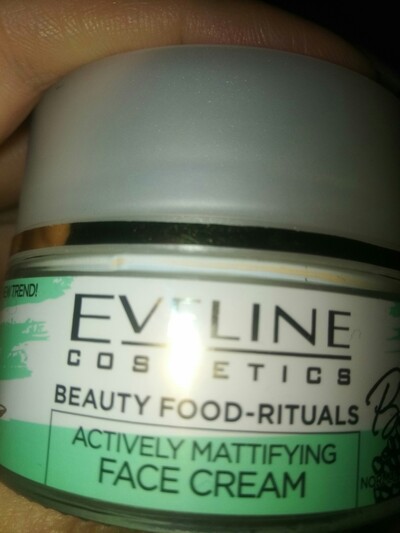 TREND!
EVELINE
COSMETICS
BEAUTY FOOD-RITUALS
ACTIVELY MATTIFYING
FACE CREAM